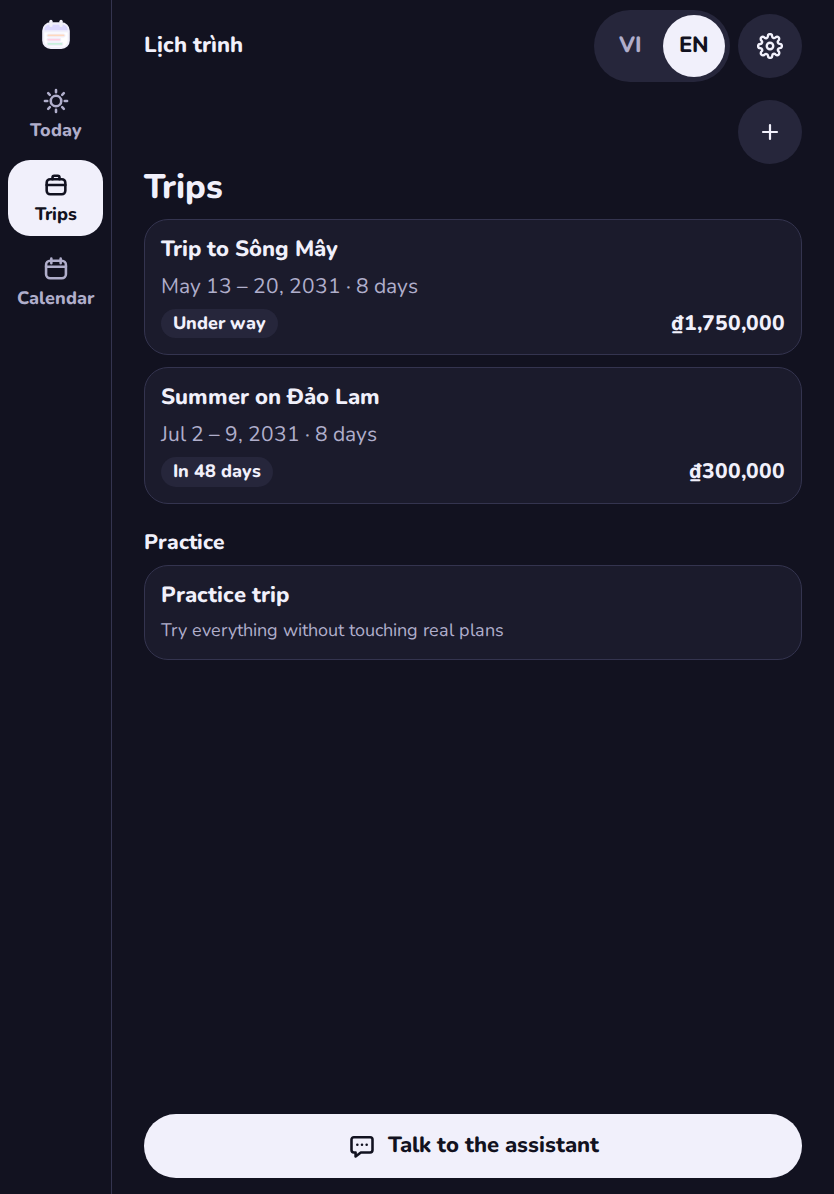 Lịch trình
VI
EN
Today
Trips
Calendar
Trips
Trip to Sông Mây
May 13 – 20, 2031 · 8 days
Under way
₫1,750,000
Summer on Đảo Lam
Jul 2 – 9, 2031 · 8 days
In 48 days
₫300,000
Practice
Practice trip
Try everything without touching real plans
Talk to the assistant